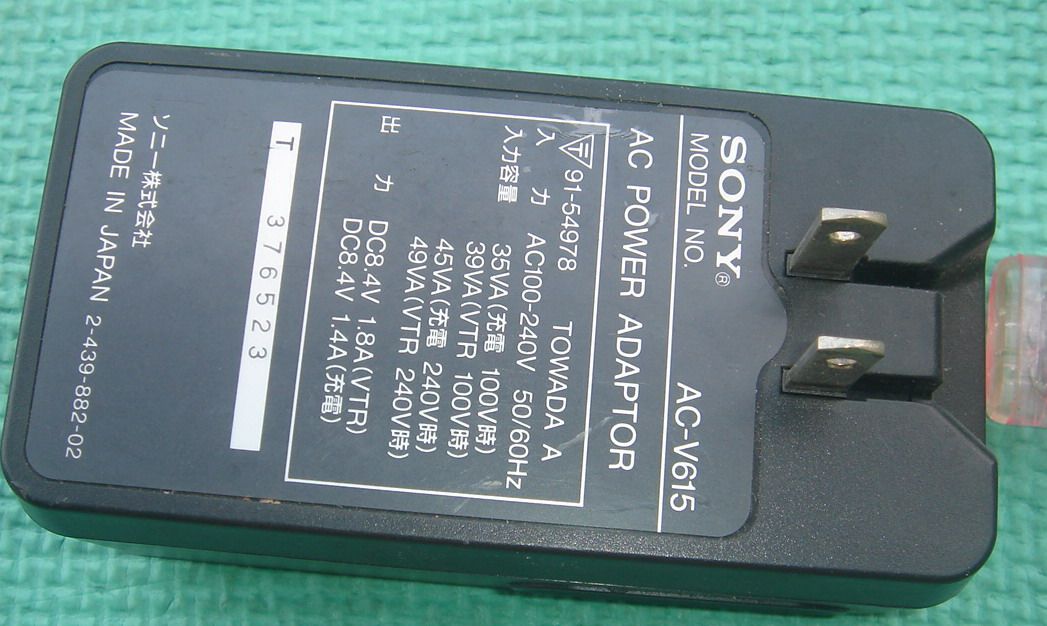 SONY®
MODEL NO. AC-V615
AC POWER ADAPTOR
T 91-54978 TOWADA A
入力 AC100-240V 50/60Hz
入力容量 35VA(充電 100V時)
39VA(VTR 100V時)
45VA(充電 240V時)
49VA(VTR 240V時)
出力 DC8.4V 1.8A(VTR)
DC8.4V 1.4A(充電)
T 376523
ソニー株式会社
MADE IN JAPAN 2-439-882-02